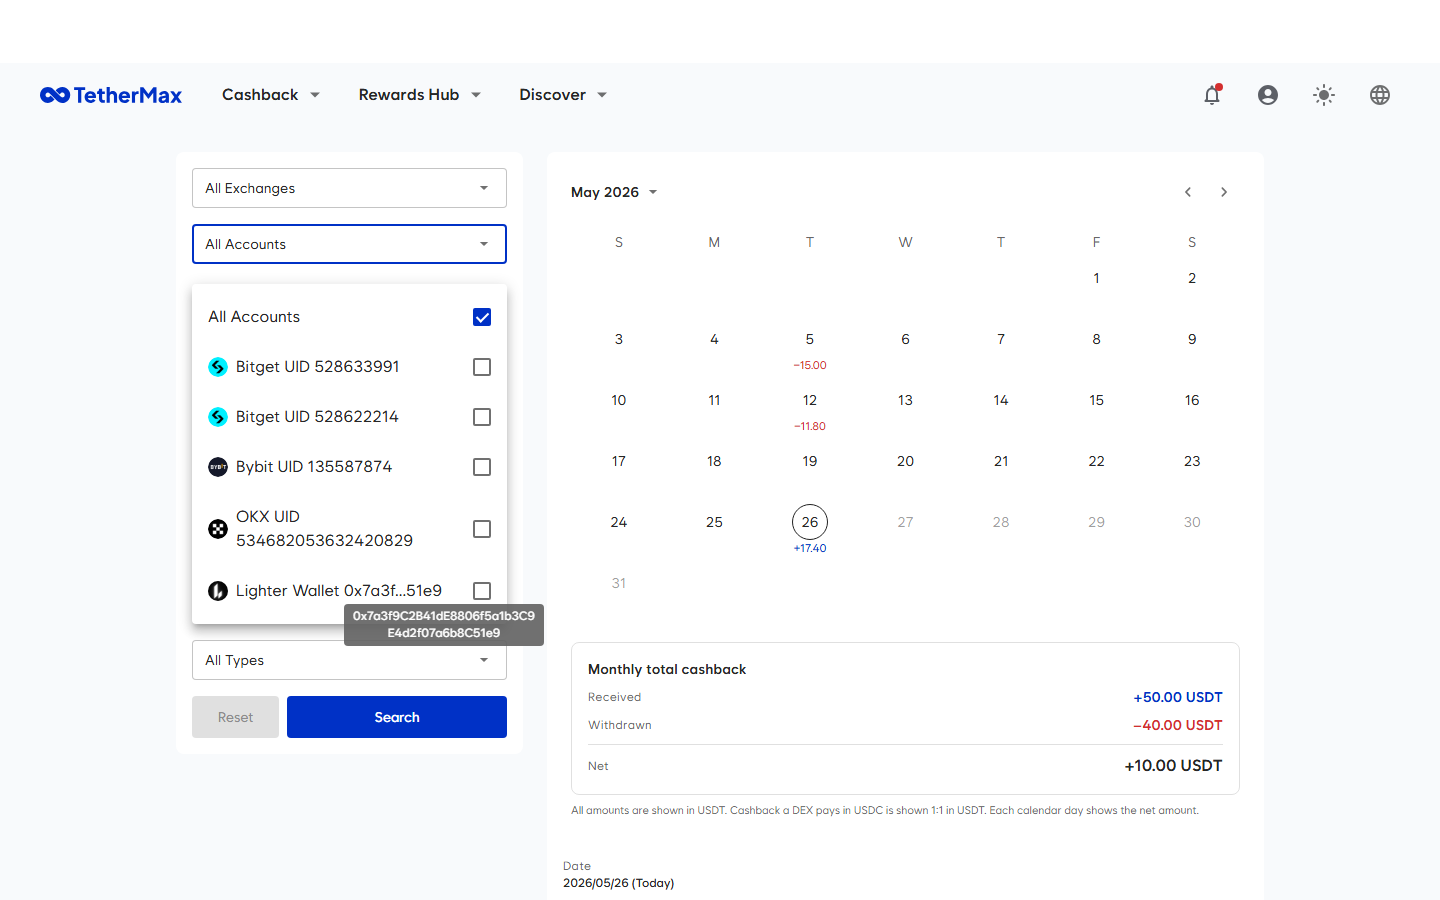 TetherMax
Cashback
Rewards Hub
Discover
All Exchanges
All Accounts
All Accounts
Bitget UID 528633991
Bitget UID 528622214
Bybit UID 135587874
OKX UID
534682053632420829
Lighter Wallet 0x7a3f...51e9
0x7a3f9C2B41dE8806f5a1b3C9
E4d2f07a6b8C51e9
All Types
Reset
Search
May 2026
S M T W T F S
1 2
3 4 5 6 7 8 9
−15.00
10 11 12 13 14 15 16
−11.80
17 18 19 20 21 22 23
24 25 26 27 28 29 30
+17.40
31
Monthly total cashback
Received +50.00 USDT
Withdrawn −40.00 USDT
Net +10.00 USDT
All amounts are shown in USDT. Cashback a DEX pays in USDC is shown 1:1 in USDT. Each calendar day shows the net amount.
Date
2026/05/26 (Today)